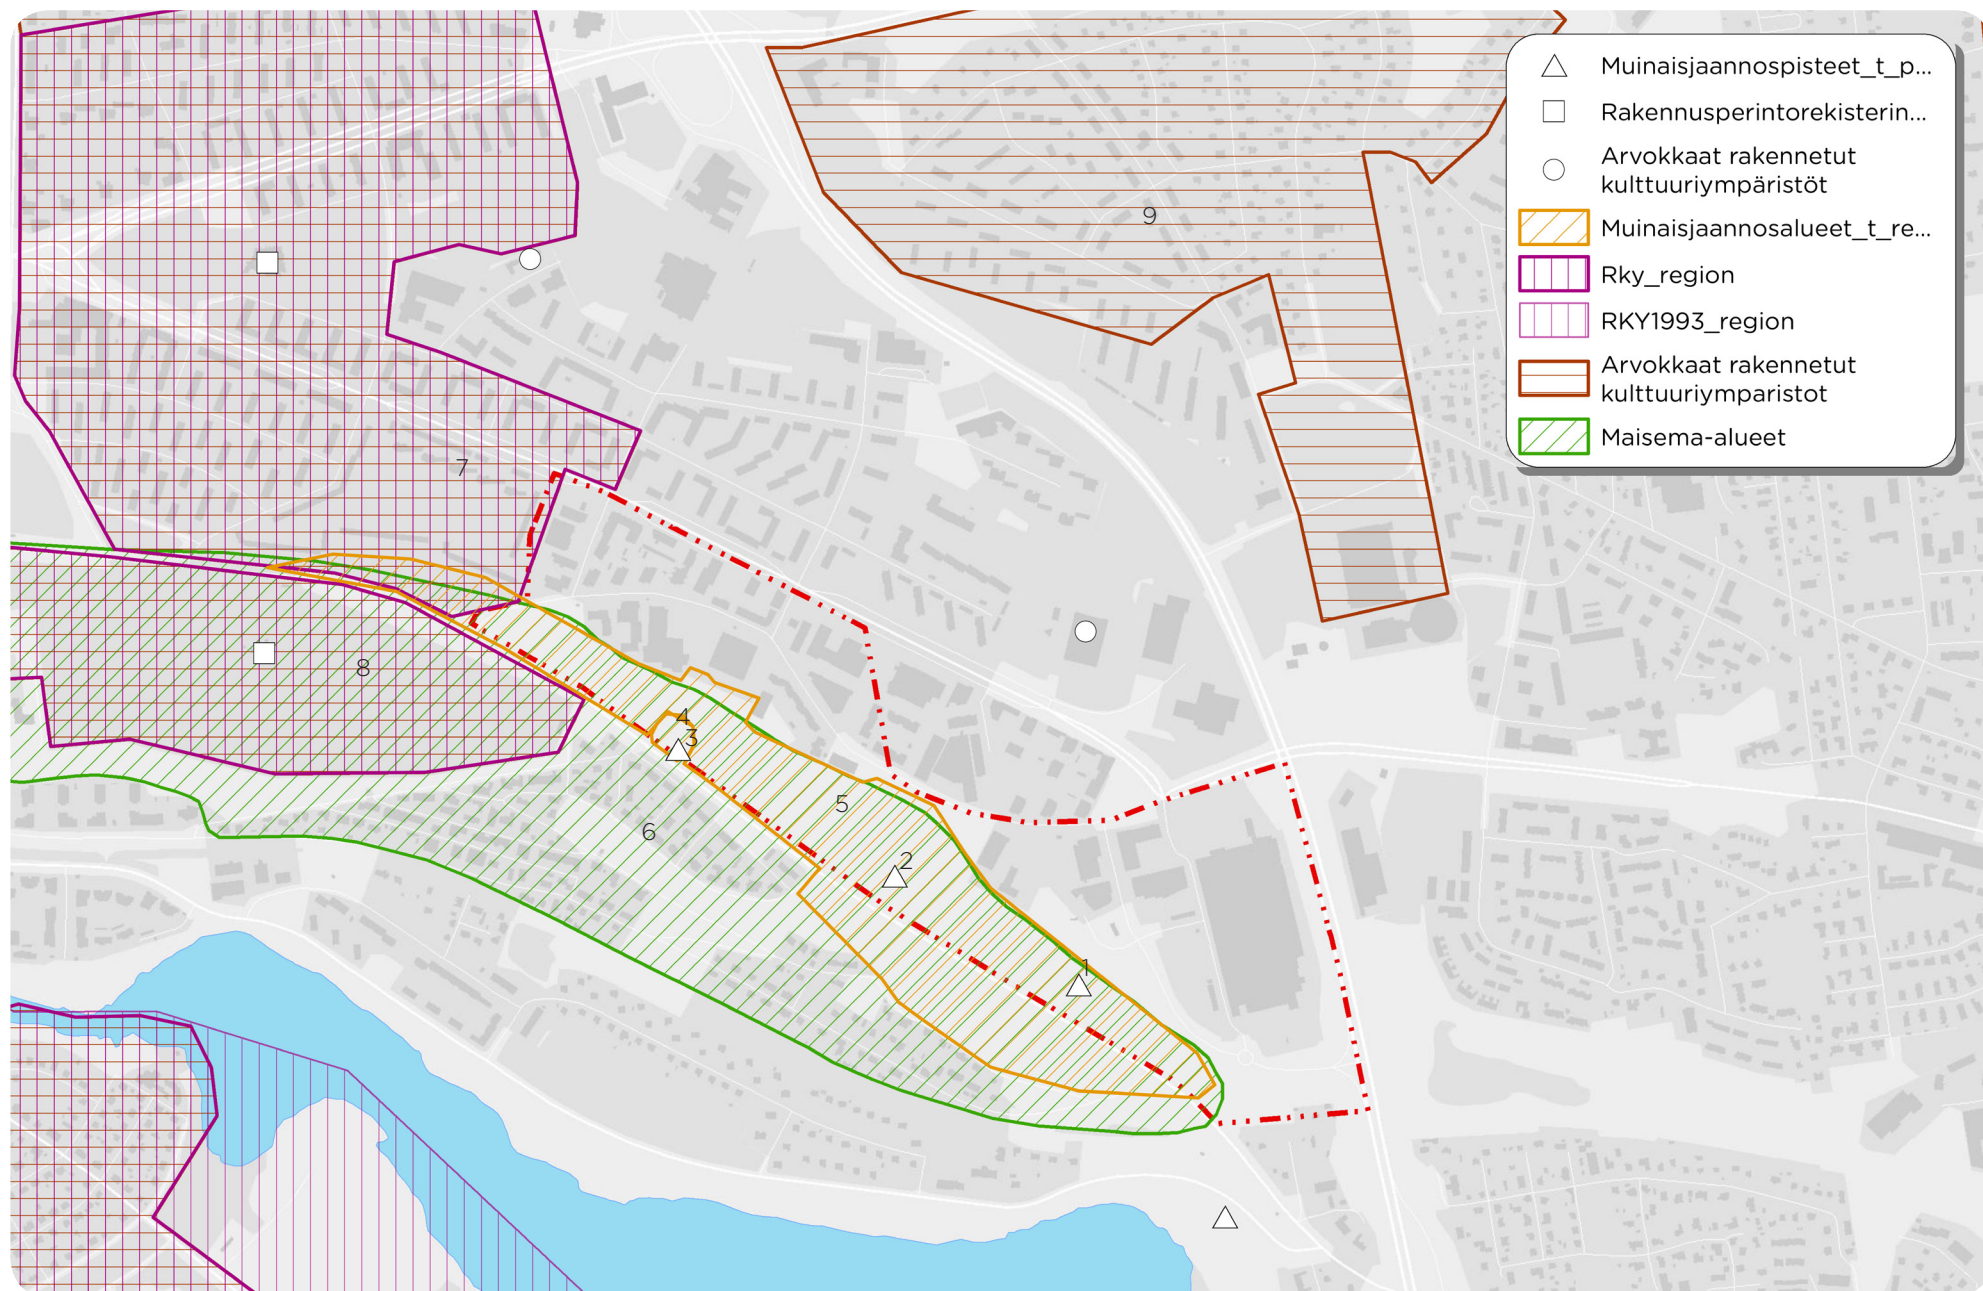 Muinaisjaannospisteet_t_p...
Rakennusperintorekisterin...
Arvokkaat rakennetut
kulttuuriympäristöt
Muinaisjaannosalueet_t_re...
Rky_region
RKY1993_region
Arvokkaat rakennetut
kulttuuriymparistot
Maisema-alueet
9
7
8
4
3
5
6
2
1